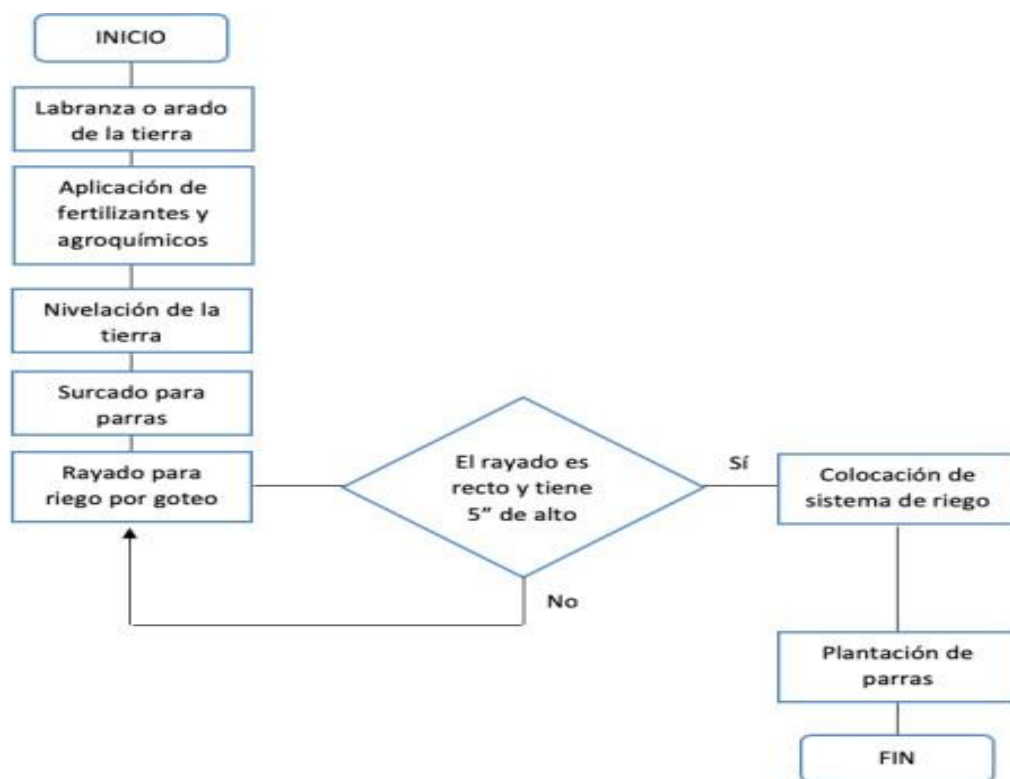 INICIO
Labranza o arado
de la tierra
Aplicación de
fertilizantes y
agroquímicos
Nivelación de la
tierra
Surcado para
parras
Rayado para
riego por goteo
El rayado es
recto y tiene
5” de alto
Sí
No
Colocación de
sistema de riego
Plantación de
parras
FIN